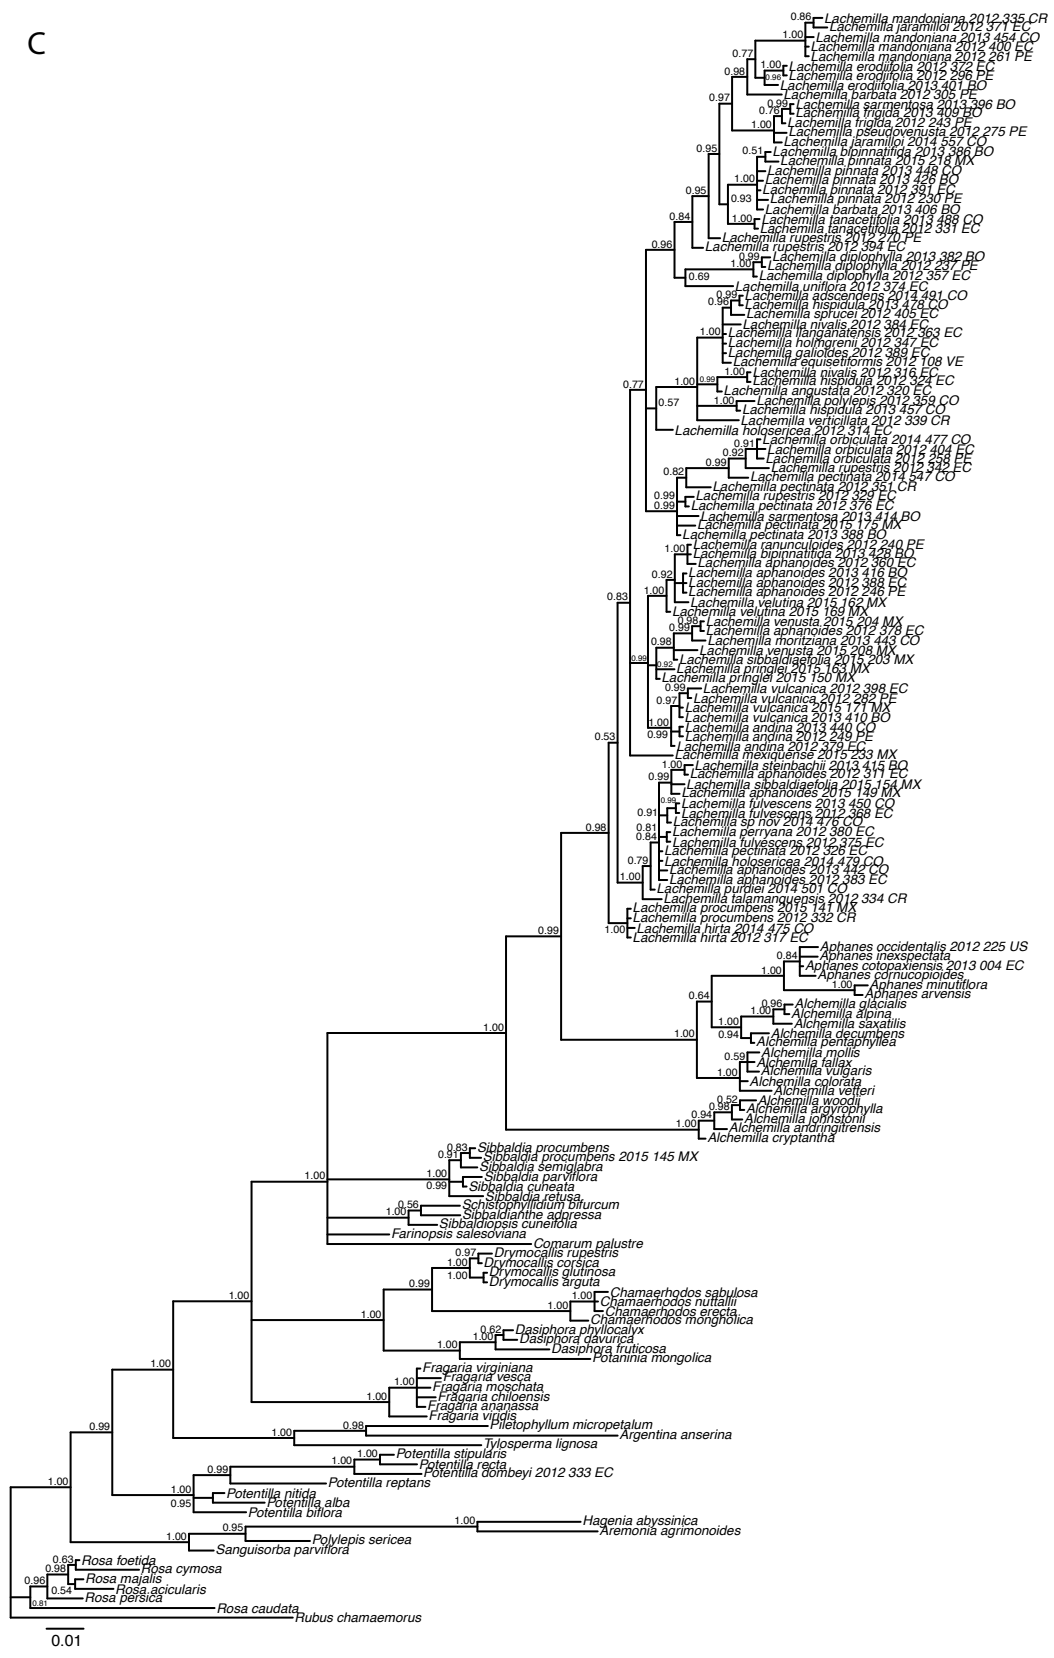 C
0.86
Lachemilla mandoniana 2012 335 CR
Lachemilla jaramilloi 2012 371 EC
1.00
Lachemilla mandoniana 2013 454 CO
Lachemilla mandoniana 2012 400 EC
Lachemilla mandoniana 2012 261 PE
0.77
1.00
Lachemilla erodiifolia 2012 372 EC
0.96
Lachemilla erodiifolia 2012 296 PE
Lachemilla erodiifolia 2013 401 BO
0.98
Lachemilla barbata 2012 305 PE
0.97
0.99
Lachemilla sarmentosa 2013 396 BO
0.76
Lachemilla frigida 2013 409 BO
Lachemilla frigida 2012 243 PE
1.00
Lachemilla pseudovenusta 2012 275 PE
Lachemilla jaramilloi 2014 557 CO
0.95
0.51
Lachemilla bipinnatifida 2013 386 BO
Lachemilla pinnata 2015 218 MX
Lachemilla pinnata 2013 448 CO
1.00
Lachemilla pinnata 2013 426 BO
Lachemilla pinnata 2012 391 EC
0.93
Lachemilla pinnata 2012 230 PE
Lachemilla barbata 2013 406 BO
0.95
1.00
Lachemilla tanacetifolia 2013 488 CO
Lachemilla tanacetifolia 2012 331 EC
0.84
Lachemilla rupestris 2012 270 PE
Lachemilla rupestris 2012 394 EC
0.96
0.99
Lachemilla diplophylla 2013 382 BO
1.00
Lachemilla diplophylla 2012 237 PE
Lachemilla diplophylla 2012 357 EC
0.69
Lachemilla uniflora 2012 374 EC
0.99
Lachemilla adscendens 2014 491 CO
0.96
Lachemilla hispidula 2013 478 CO
Lachemilla sprucei 2012 405 EC
Lachemilla nivalis 2012 384 EC
1.00
Lachemilla llanganatensis 2012 363 EC
Lachemilla holmgrenii 2012 347 EC
Lachemilla galioides 2012 389 EC
Lachemilla equisetiformis 2012 108 VE
1.00
Lachemilla nivalis 2012 316 EC
0.77
1.00
0.99
Lachemilla hispidula 2012 324 EC
Lachemilla angustata 2012 320 EC
0.57
1.00
Lachemilla polylepis 2012 359 CO
Lachemilla hispidula 2013 457 CO
Lachemilla verticillata 2012 339 CR
Lachemilla holosericea 2012 314 EC
0.91
Lachemilla orbiculata 2014 477 CO
0.92
Lachemilla orbiculata 2012 404 EC
Lachemilla orbiculata 2012 258 PE
0.99
Lachemilla rupestris 2012 342 EC
0.82
Lachemilla pectinata 2014 547 CO
Lachemilla pectinata 2012 351 CR
0.99
Lachemilla rupestris 2012 329 EC
0.99
Lachemilla pectinata 2012 376 EC
Lachemilla sarmentosa 2013 414 BO
Lachemilla pectinata 2015 175 MX
Lachemilla pectinata 2013 388 BO
1.00
Lachemilla ranunculoides 2012 240 PE
Lachemilla bipinnatifida 2013 428 BO
Lachemilla aphanoides 2012 360 EC
0.92
Lachemilla aphanoides 2013 416 BO
Lachemilla aphanoides 2012 388 EC
1.00
Lachemilla aphanoides 2012 246 PE
0.83
Lachemilla velutina 2015 162 MX
Lachemilla velutina 2015 169 MX
0.98
Lachemilla venusta 2015 204 MX
0.99
Lachemilla aphanoides 2012 378 EC
0.98
Lachemilla moritziana 2013 443 CO
Lachemilla venusta 2015 208 MX
0.99
Lachemilla sibbaldiaefolia 2015 203 MX
0.92
Lachemilla pringlei 2015 163 MX
Lachemilla pringlei 2015 150 MX
0.99
Lachemilla vulcanica 2012 398 EC
0.97
Lachemilla vulcanica 2012 282 PE
Lachemilla vulcanica 2015 171 MX
Lachemilla vulcanica 2013 410 BO
1.00
Lachemilla andina 2013 440 CO
0.99
Lachemilla andina 2012 249 PE
Lachemilla andina 2012 379 EC
0.53
Lachemilla mexiquense 2015 233 MX
1.00
Lachemilla steinbachii 2013 415 BO
0.99
Lachemilla aphanoides 2012 311 EC
Lachemilla sibbaldiaefolia 2015 154 MX
Lachemilla aphanoides 2015 149 MX
0.99
Lachemilla fulvescens 2013 450 CO
0.91
Lachemilla fulvescens 2012 368 EC
Lachemilla sp nov 2014 476 CO
0.98
0.81
Lachemilla perryana 2012 380 EC
0.84
Lachemilla fulvescens 2012 375 EC
Lachemilla pectinata 2012 326 EC
0.79
Lachemilla holosericea 2014 479 CO
Lachemilla aphanoides 2013 442 CO
1.00
Lachemilla aphanoides 2012 383 EC
Lachemilla purdiei 2014 501 CO
Lachemilla talamanquensis 2012 334 CR
Lachemilla procumbens 2015 141 MX
Lachemilla procumbens 2012 332 CR
1.00
Lachemilla hirta 2014 475 CO
Lachemilla hirta 2012 317 EC
0.99
Aphanes occidentalis 2012 225 US
0.84
Aphanes inexspectata
Aphanes cotopaxiensis 2013 004 EC
1.00
Aphanes cornucopioides
1.00
Aphanes minutiflora
Aphanes arvensis
0.64
0.96
Alchemilla glacialis
1.00
Alchemilla alpina
1.00
Alchemilla saxatilis
0.94
Alchemilla decumbens
Alchemilla pentaphyllea
1.00
1.00
0.59
Alchemilla mollis
Alchemilla fallax
1.00
Alchemilla vulgaris
Alchemilla colorata
Alchemilla vetteri
0.52
Alchemilla woodii
0.98
Alchemilla argyrophylla
0.94
Alchemilla johnstonii
1.00
Alchemilla andringitrensis
Alchemilla cryptantha
0.83
Sibbaldia procumbens
0.91
Sibbaldia procumbens 2015 145 MX
Sibbaldia semiglabra
1.00
1.00
Sibbaldia parviflora
0.99
Sibbaldia cuneata
Sibbaldia retusa
0.56
Schistophyllidium bifurcum
1.00
Sibbaldianthe adpressa
Sibbaldiopsis cuneifolia
Farinopsis salesoviana
Comarum palustre
0.97
Drymocallis rupestris
1.00
Drymocallis corsica
1.00
Drymocallis glutinosa
Drymocallis arguta
0.99
1.00
Chamaerhodos sabulosa
1.00
Chamaerhodos nuttallii
1.00
Chamaerhodos erecta
1.00
Chamaerhodos mongholica
0.62
Dasiphora phyllocalyx
1.00
Dasiphora davurica
1.00
Dasiphora fruticosa
Potaninia mongolica
1.00
Fragaria virginiana
Fragaria vesca
1.00
Fragaria moschata
1.00
Fragaria chiloensis
Fragaria ananassa
Fragaria viridis
0.99
0.98
Piletophyllum micropetalum
1.00
Argentina anserina
Tylosperma lignosa
1.00
Potentilla stipularis
1.00
Potentilla recta
0.99
Potentilla dombeyi 2012 333 EC
1.00
Potentilla reptans
1.00
Potentilla nitida
0.95
Potentilla alba
Potentilla biflora
1.00
Hagenia abyssinica
0.95
Aremonia agrimonoides
1.00
Polylepis sericea
Sanguisorba parviflora
0.63
Rosa foetida
0.98
Rosa cymosa
0.96
Rosa majalis
0.54
Rosa acicularis
Rosa persica
0.81
Rosa caudata
Rubus chamaemorus
0.01